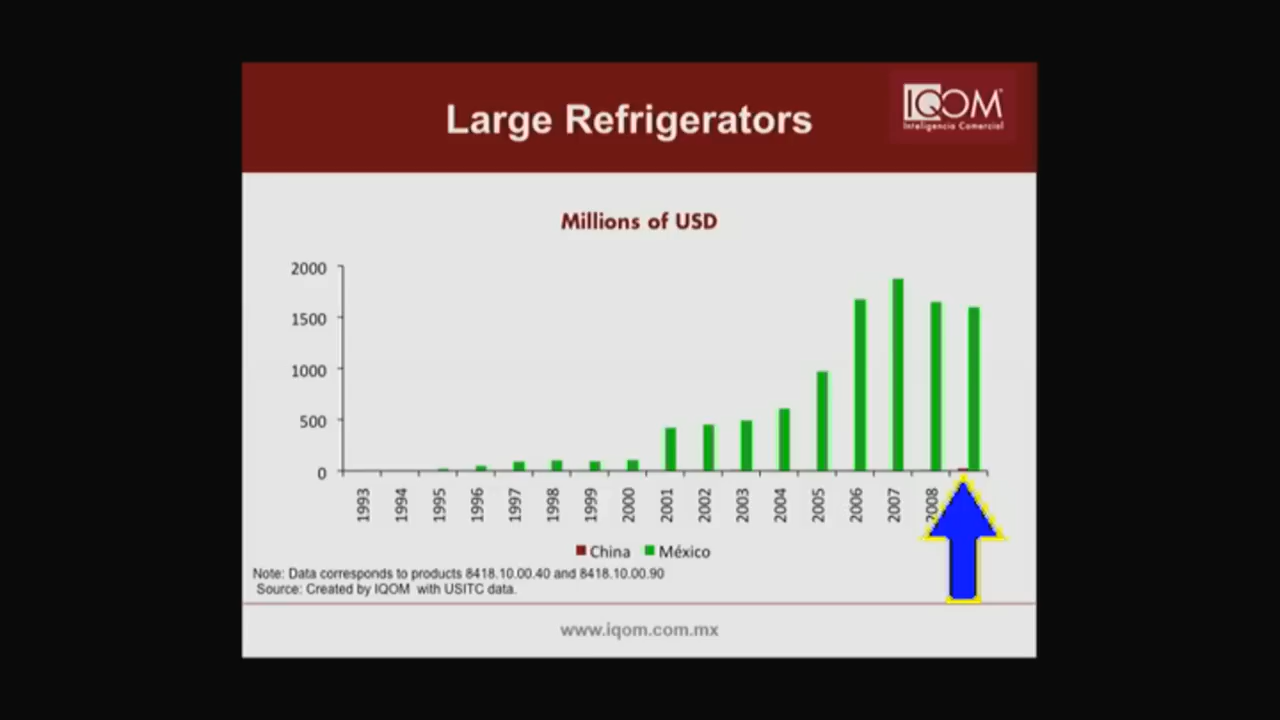 Large Refrigerators
IQOM
Inteligencia Comercial
Millions of USD
2000
1500
1000
500
0
1993
1994
1995
1996
1997
1998
1999
2000
2001
2002
2003
2004
2005
2006
2007
2008
China México
Note: Data corresponds to products 8418.10.00.40 and 8418.10.00.90
Source: Created by IQOM with USITC data.
www.iqom.com.mx